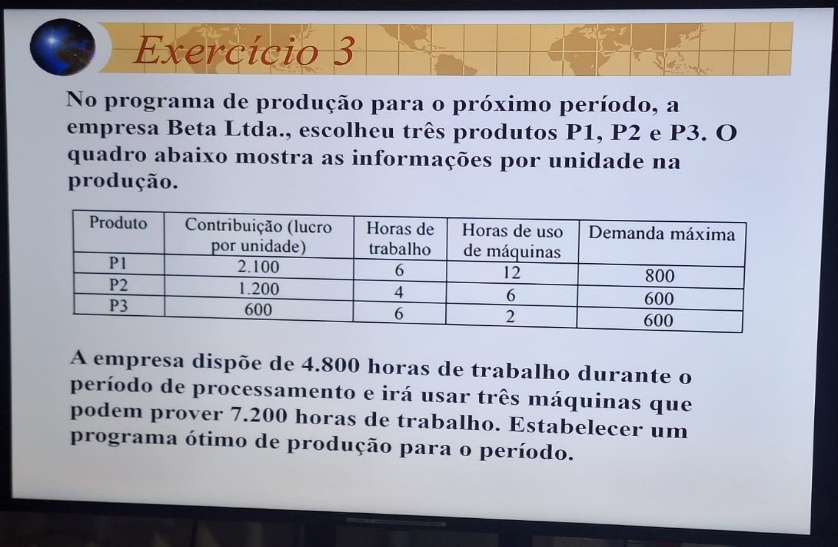 Exercício 3
No programa de produção para o próximo período, a
empresa Beta Ltda., escolheu três produtos P1, P2 e P3. O
quadro abaixo mostra as informações por unidade na
produção.
Produto Contribuição (lucro por unidade) Horas de trabalho Horas de uso de máquinas Demanda máxima
P1 2.100 6 12 800
P2 1.200 4 6 600
P3 600 6 2 600
A empresa dispõe de 4.800 horas de trabalho durante o
período de processamento e irá usar três máquinas que
podem prover 7.200 horas de trabalho. Estabelecer um
programa ótimo de produção para o período.